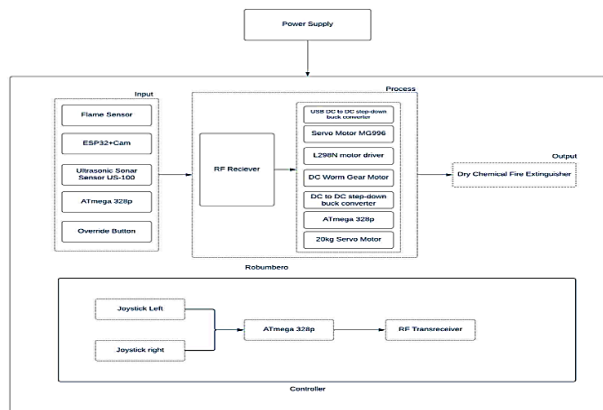 Power Supply
Input
Process
Flame Sensor
ESP32+Cam
Ultrasonic Sonar
Sensor US-100
ATmega 328p
Override Button
RF Reciever
USB DC to DC step-down
buck converter
Servo Motor MG996
L298N motor driver
DC Worm Gear Motor
DC to DC step-down
buck converter
ATmega 328p
20kg Servo Motor
Output
Dry Chemical Fire Extinguisher
Robumbero
Joystick Left
Joystick right
ATmega 328p
RF Transreceiver
Controller